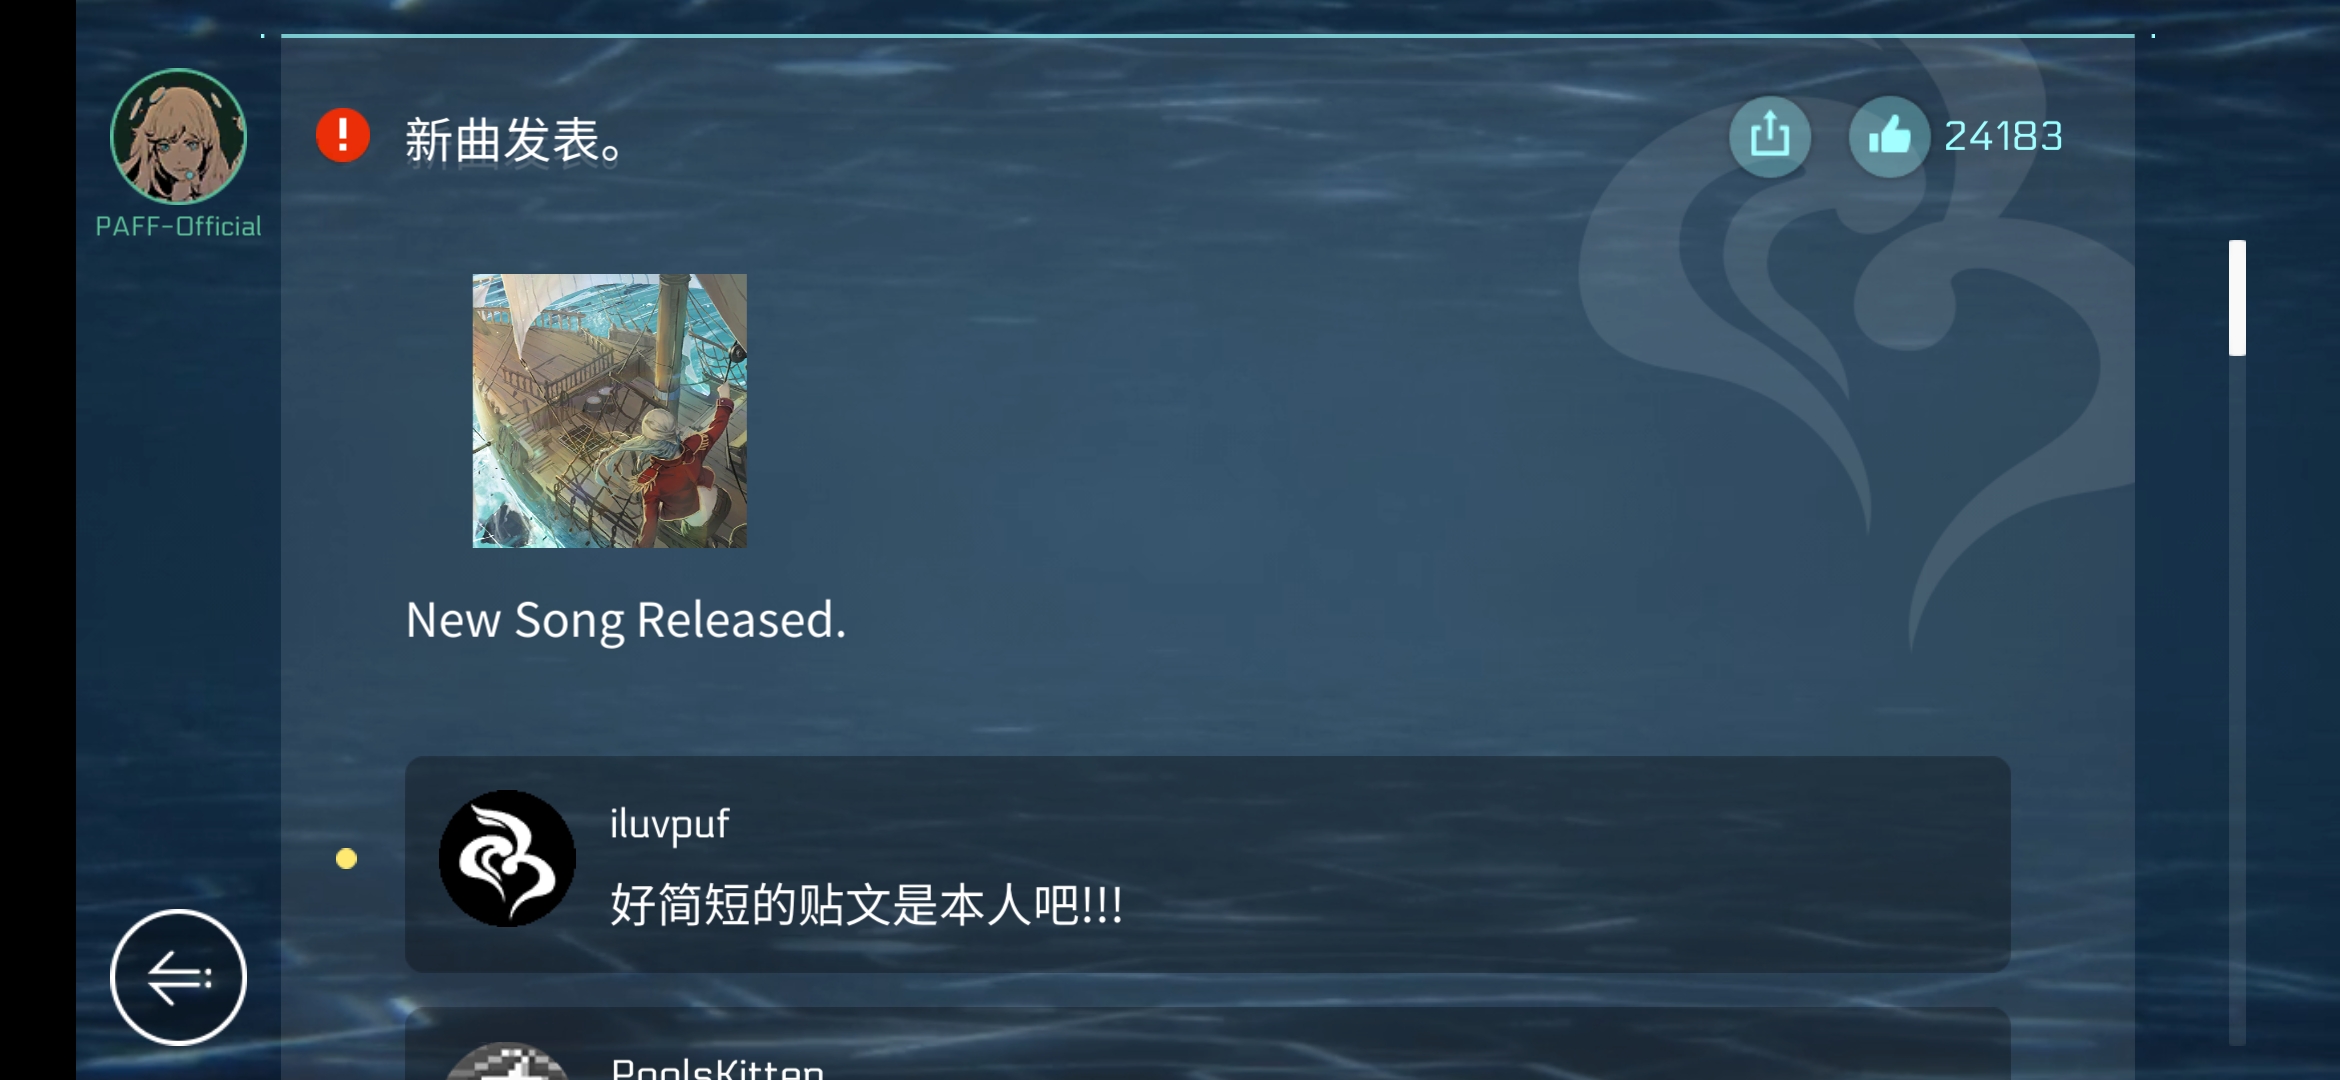 新曲发表。
24183
PAFF-Official
New Song Released.
iluvpuf
好简短的贴文是本人吧!!!
PoolsKitten